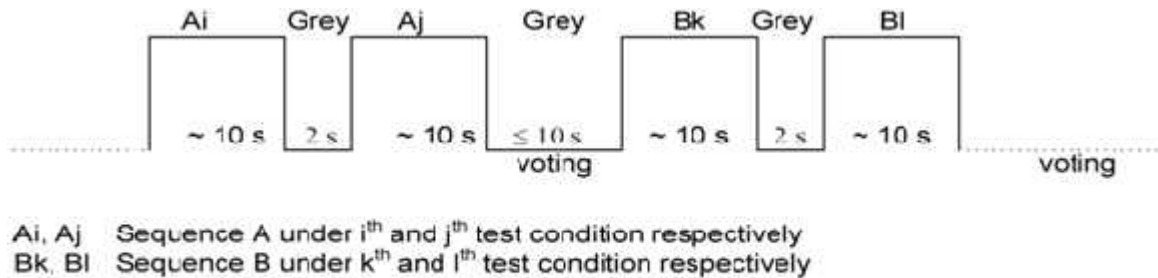 Ai Grey Aj Grey Bk Grey Bl
~ 10 s 2 s ~ 10 s ≤ 10 s ~ 10 s 2 s ~ 10 s
voting voting
Ai, Aj Sequence A under iᵗʰ and jᵗʰ test condition respectively
Bk, Bl Sequence B under kᵗʰ and lᵗʰ test condition respectively